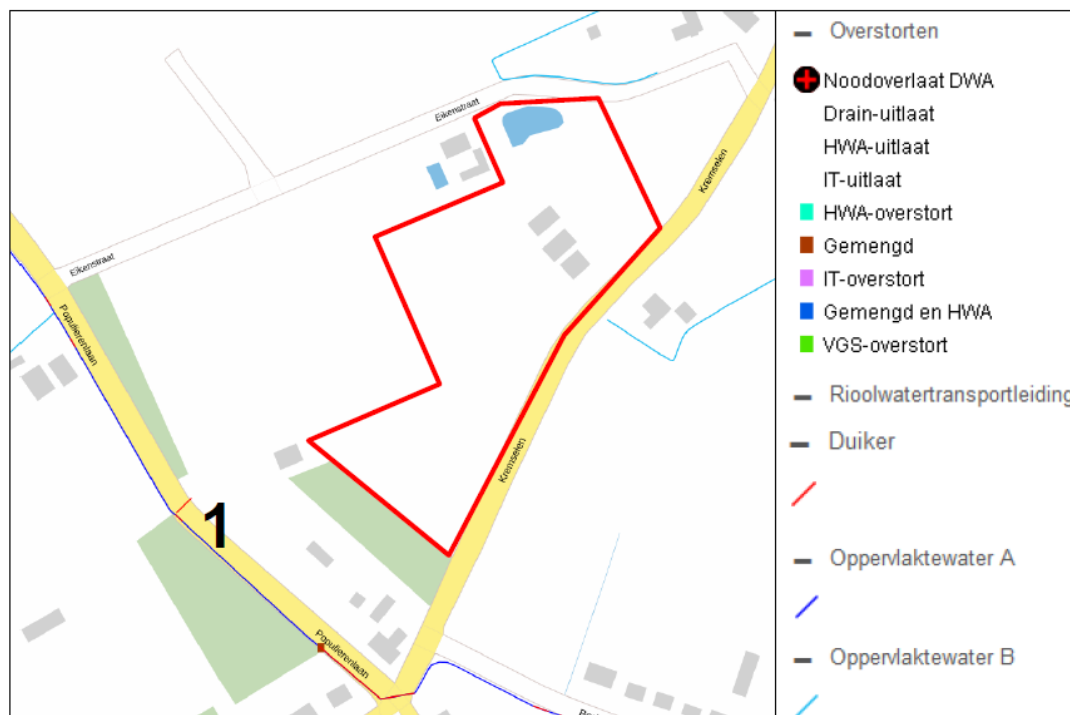 Eikenstraat
Kremselen
Eikenstraat
Populierenlaan
Kremselen
1
Populierenlaan
Overstorten
Noodoverlaat DWA
Drain-uitlaat
HWA-uitlaat
IT-uitlaat
HWA-overstort
Gemengd
IT-overstort
Gemengd en HWA
VGS-overstort
Rioolwatertransportleiding
Duiker
Oppervlaktewater A
Oppervlaktewater B